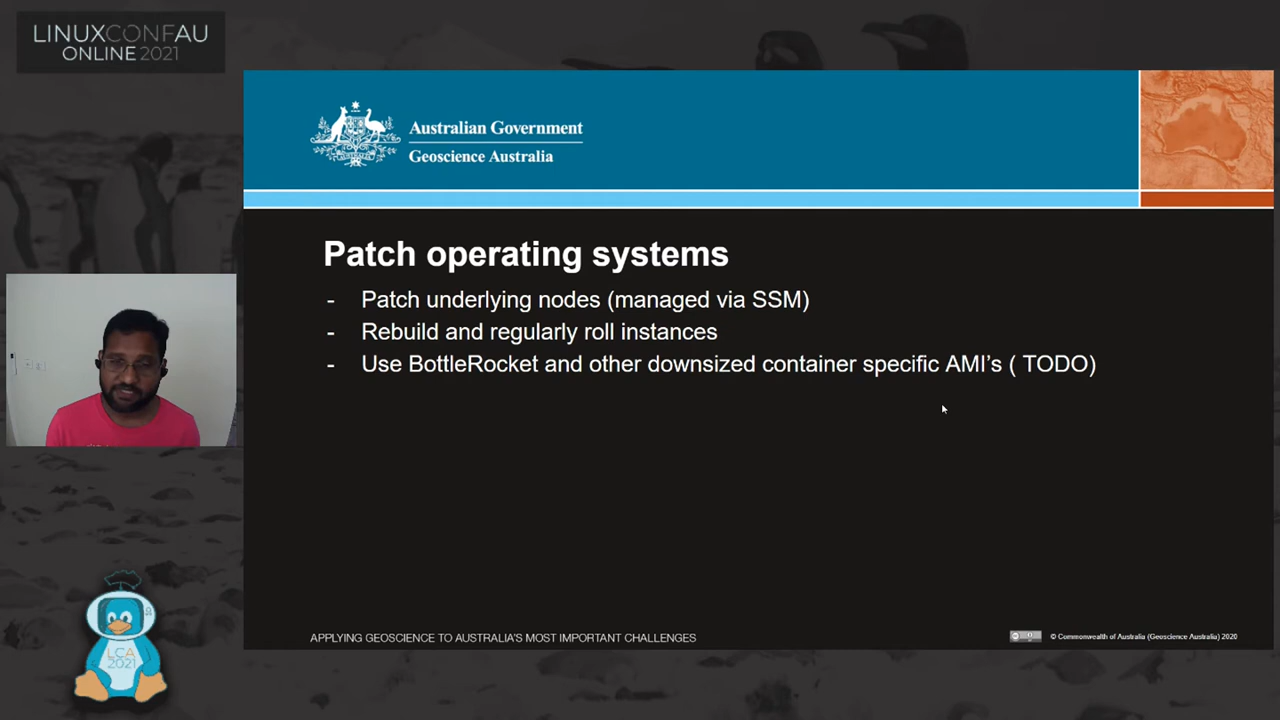 LINUXCONFAU
ONLINE 2021
Australian Government
Geoscience Australia
Patch operating systems
- Patch underlying nodes (managed via SSM)
- Rebuild and regularly roll instances
- Use BottleRocket and other downsized container specific AMI's ( TODO)
LCA
2021
APPLYING GEOSCIENCE TO AUSTRALIA'S MOST IMPORTANT CHALLENGES
© Commonwealth of Australia (Geoscience Australia) 2020